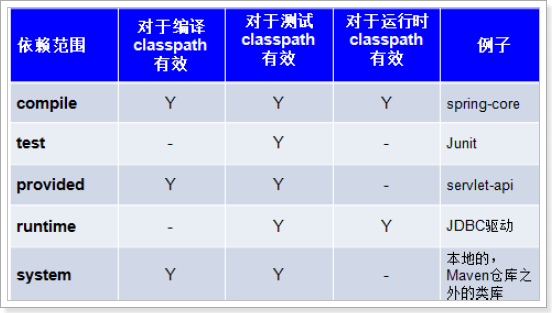 依赖范围 对于编译classpath有效 对于测试classpath有效 对于运行时classpath有效 例子
compile Y Y Y spring-core
test - Y - Junit
provided Y Y - servlet-api
runtime - Y Y JDBC驱动
system Y Y - 本地的，Maven仓库之外的类库